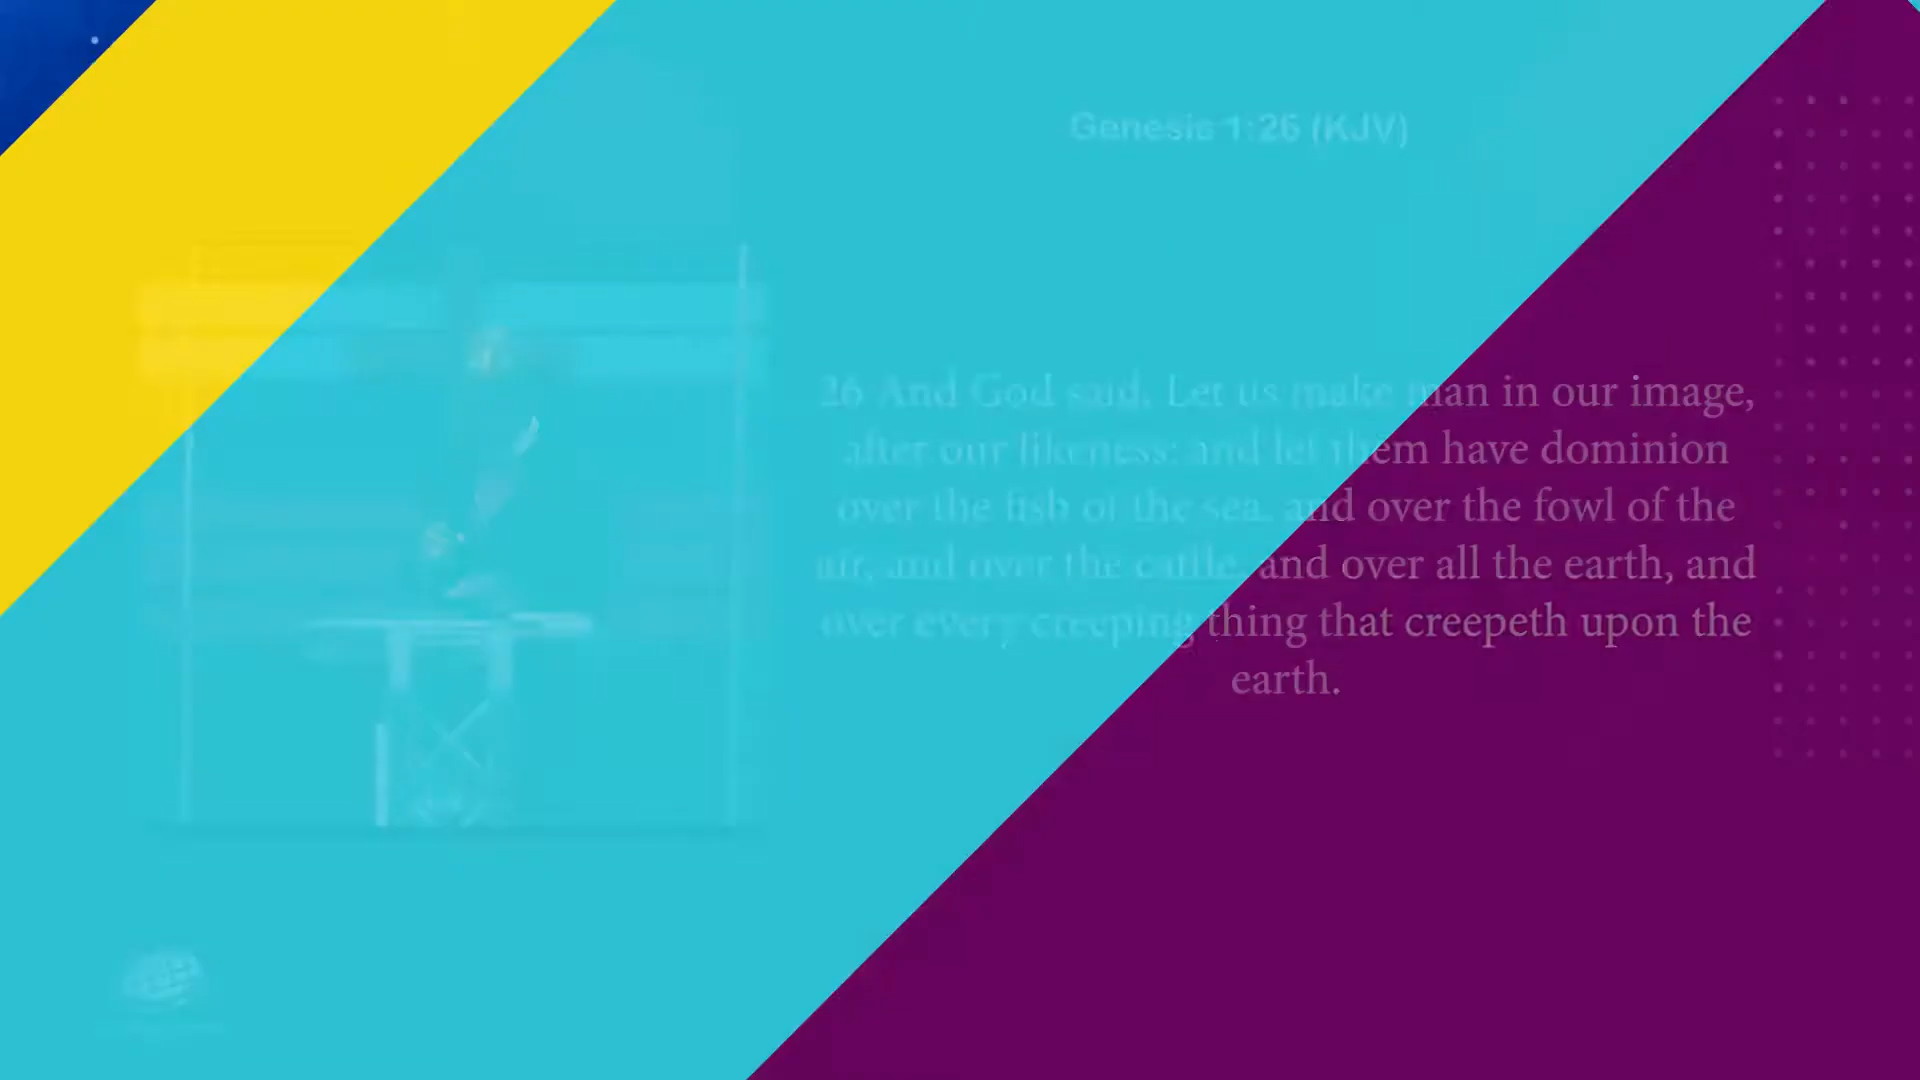 Genesis 1:26 (KJV)
26 And God said, Let us make man in our image,
after our likeness: and let them have dominion
over the fish of the sea, and over the fowl of the
air, and over the cattle, and over all the earth, and
over every creeping thing that creepeth upon the
earth.